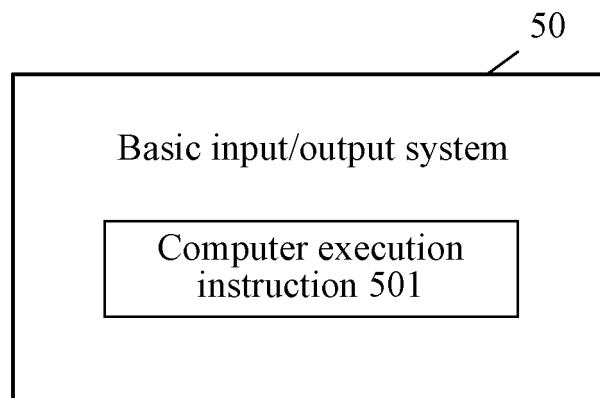 50
Basic input/output system
Computer execution
instruction 501